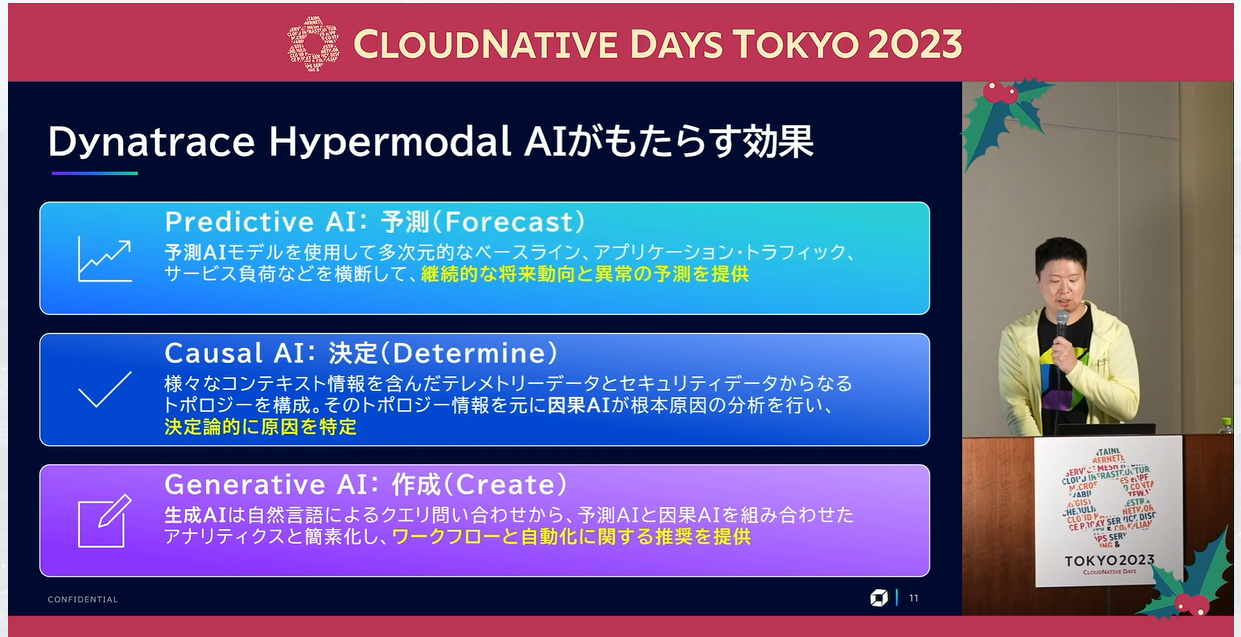 CLOUDNATIVE DAYS TOKYO 2023
Dynatrace Hypermodal AIがもたらす効果
Predictive AI: 予測(Forecast)
予測AIモデルを使用して多次元的なベースライン、アプリケーション・トラフィック、
サービス負荷などを横断して、継続的な将来動向と異常の予測を提供
Causal AI: 決定(Determine)
様々なコンテキスト情報を含んだテレメトリーデータとセキュリティデータからなる
トポロジーを構成。そのトポロジー情報を元に因果AIが根本原因の分析を行い、
決定論的に原因を特定
Generative AI: 作成(Create)
生成AIは自然言語によるクエリ問い合わせから、予測AIと因果AIを組み合わせた
アナリティクスと簡素化し、ワークフローと自動化に関する推奨を提供
CONFIDENTIAL
11
TOKYO2023
CLOUDNATIVE DAYS